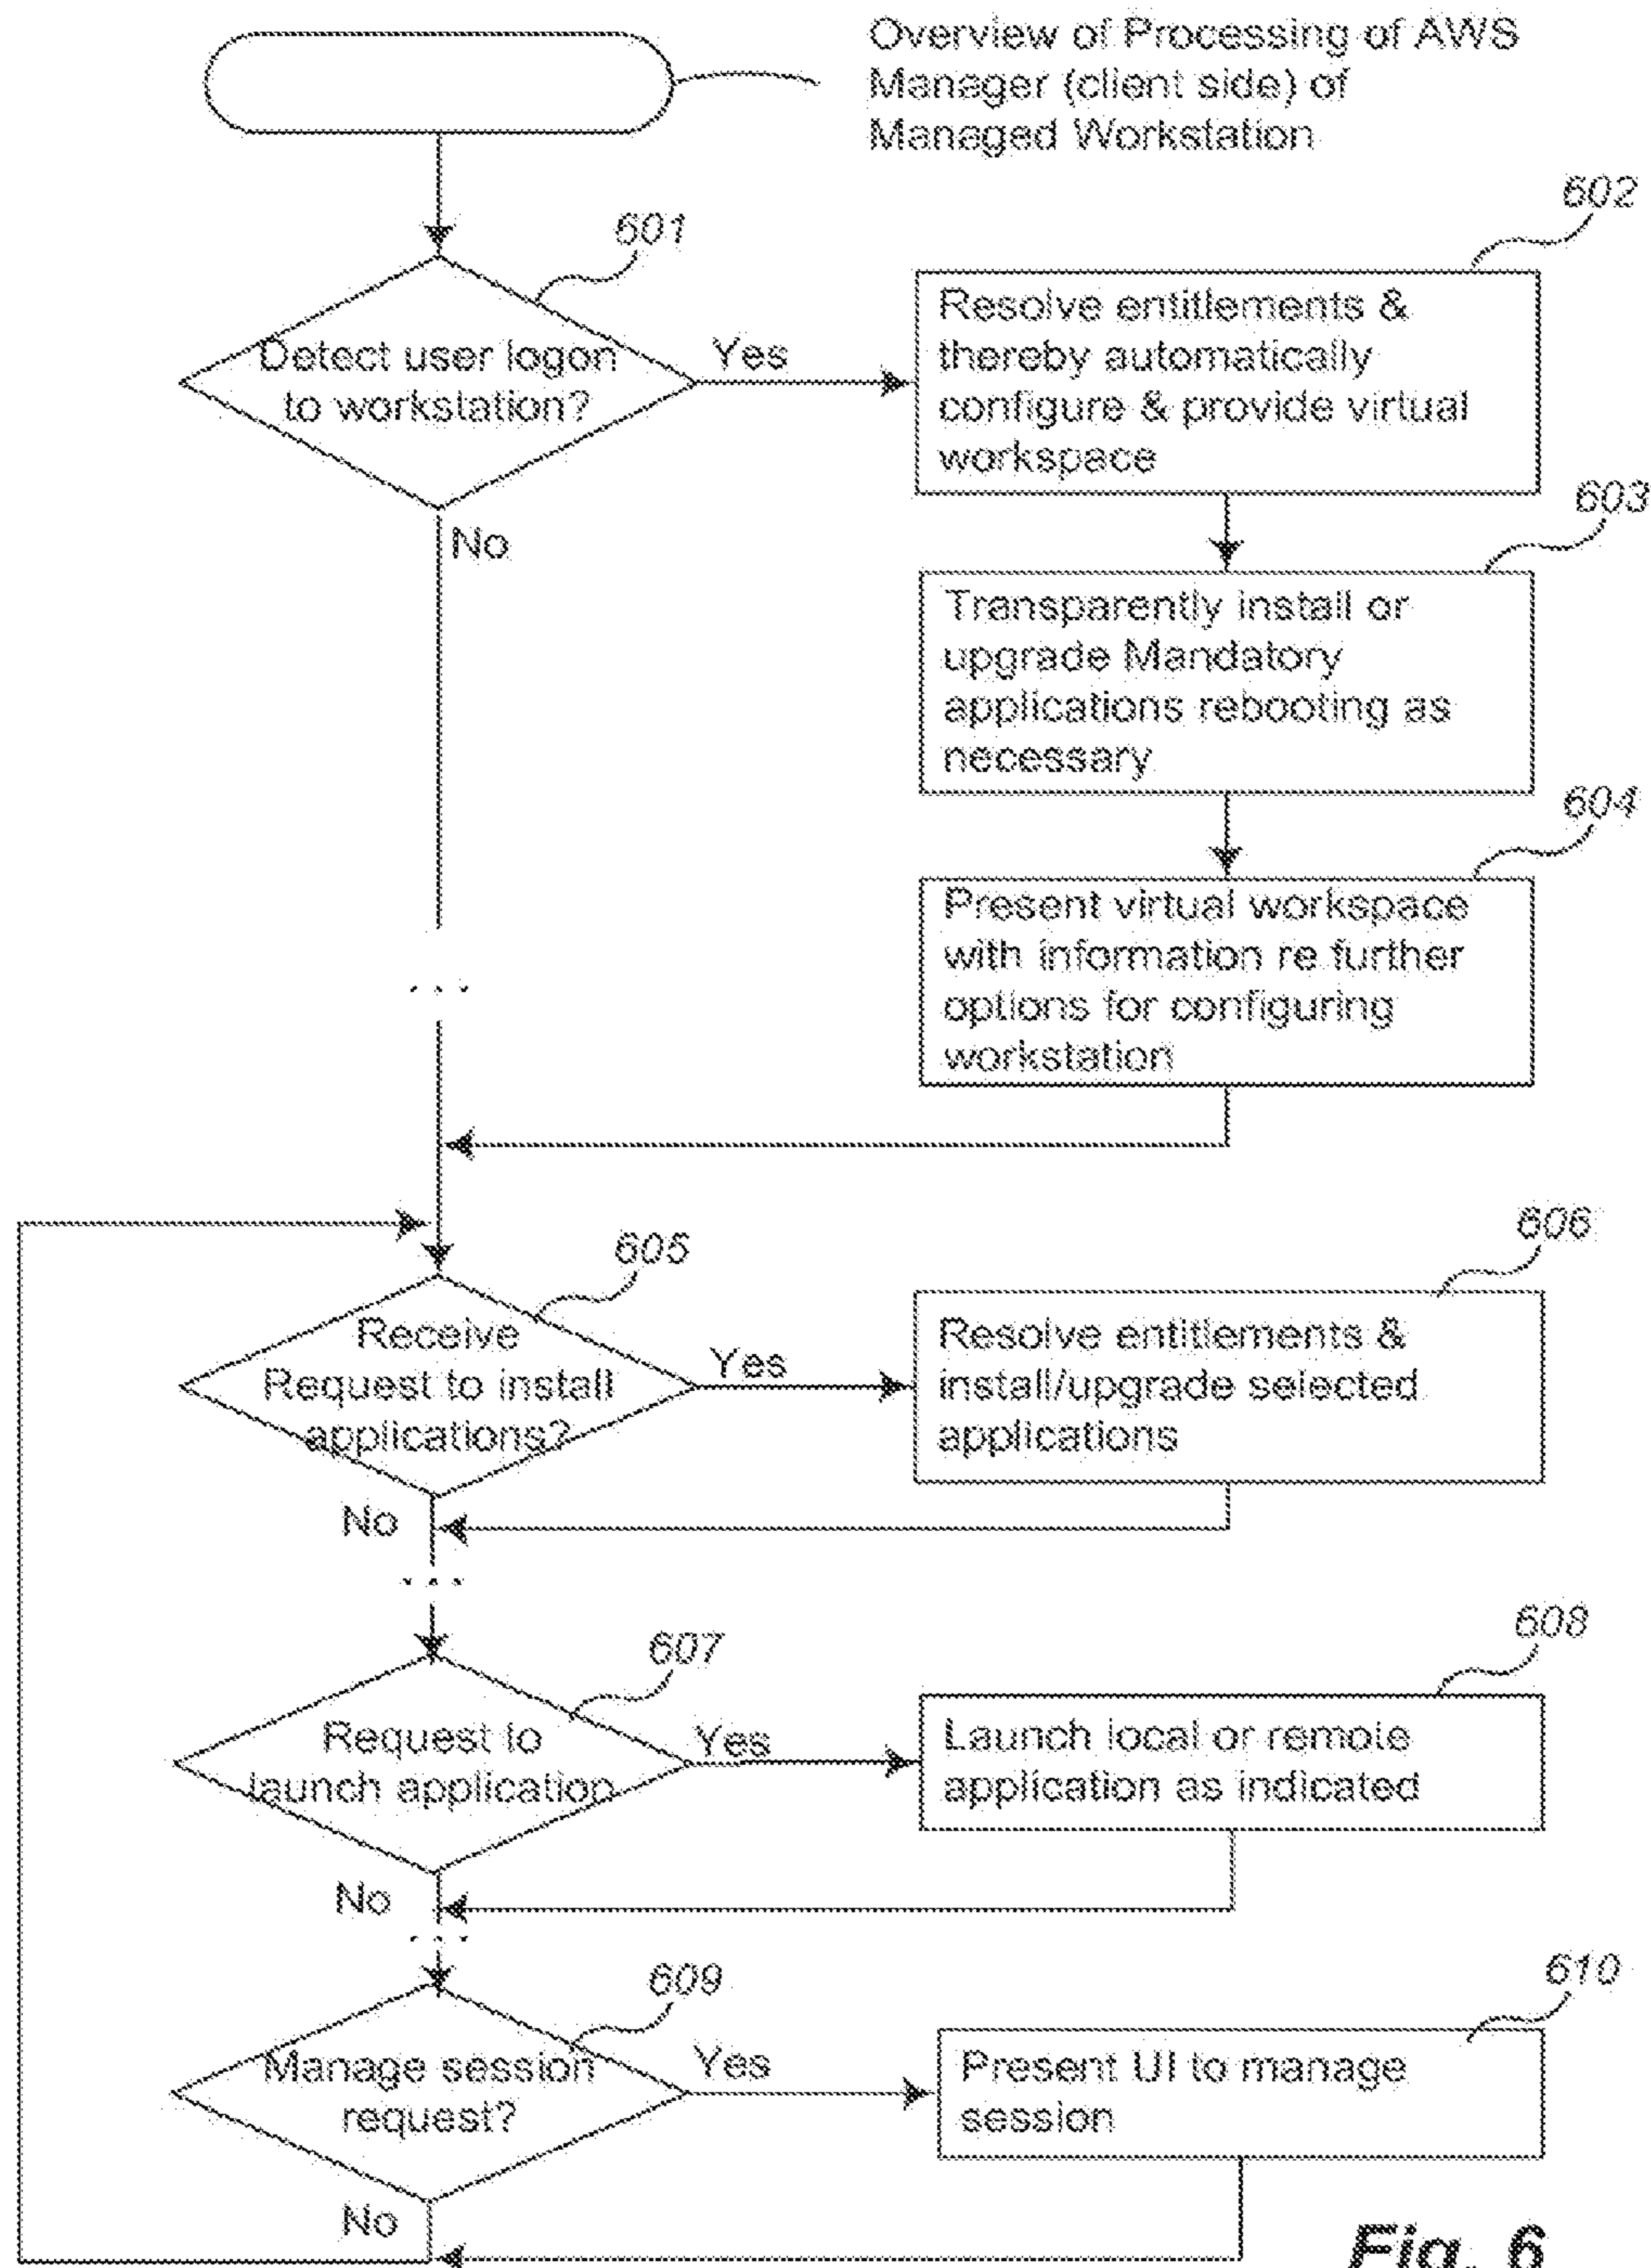 Overview of Processing of AWS
Manager (client side) of
Managed Workstation
601
Detect user logon
to workstation?
Yes
No
602
Resolve entitlements &
thereby automatically
configure & provide virtual
workspace
603
Transparently install or
upgrade Mandatory
applications rebooting as
necessary
604
Present virtual workspace
with information re further
options for configuring
workstation
...
605
Receive
Request to install
applications?
Yes
No
606
Resolve entitlements &
install/upgrade selected
applications
...
607
Request to
launch application
Yes
No
608
Launch local or remote
application as indicated
...
609
Manage session
request?
Yes
No
610
Present UI to manage
session
Fig. 6